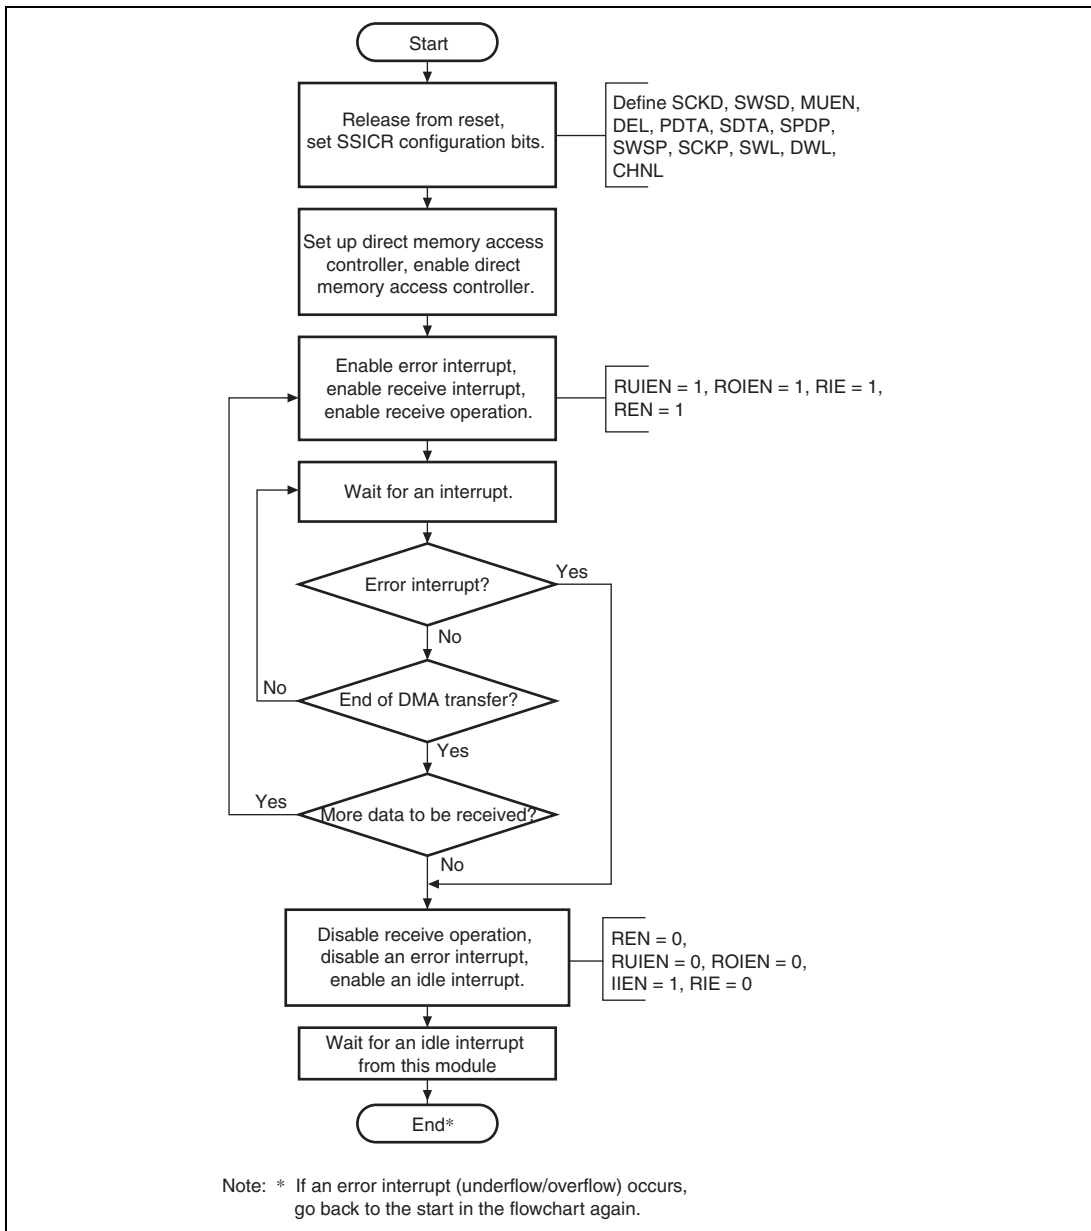 Start
Release from reset,
set SSICR configuration bits.
Define SCKD, SWSD, MUEN,
DEL, PDTA, SDTA, SPDP,
SWSP, SCKP, SWL, DWL,
CHNL
Set up direct memory access
controller, enable direct
memory access controller.
Enable error interrupt,
enable receive interrupt,
enable receive operation.
RUIEN = 1, ROIEN = 1, RIE = 1,
REN = 1
Wait for an interrupt.
Error interrupt?
Yes
No
End of DMA transfer?
No
Yes
More data to be received?
Yes
No
Disable receive operation,
disable an error interrupt,
enable an idle interrupt.
REN = 0,
RUIEN = 0, ROIEN = 0,
IIEN = 1, RIE = 0
Wait for an idle interrupt
from this module
End*
Note: * If an error interrupt (underflow/overflow) occurs,
go back to the start in the flowchart again.